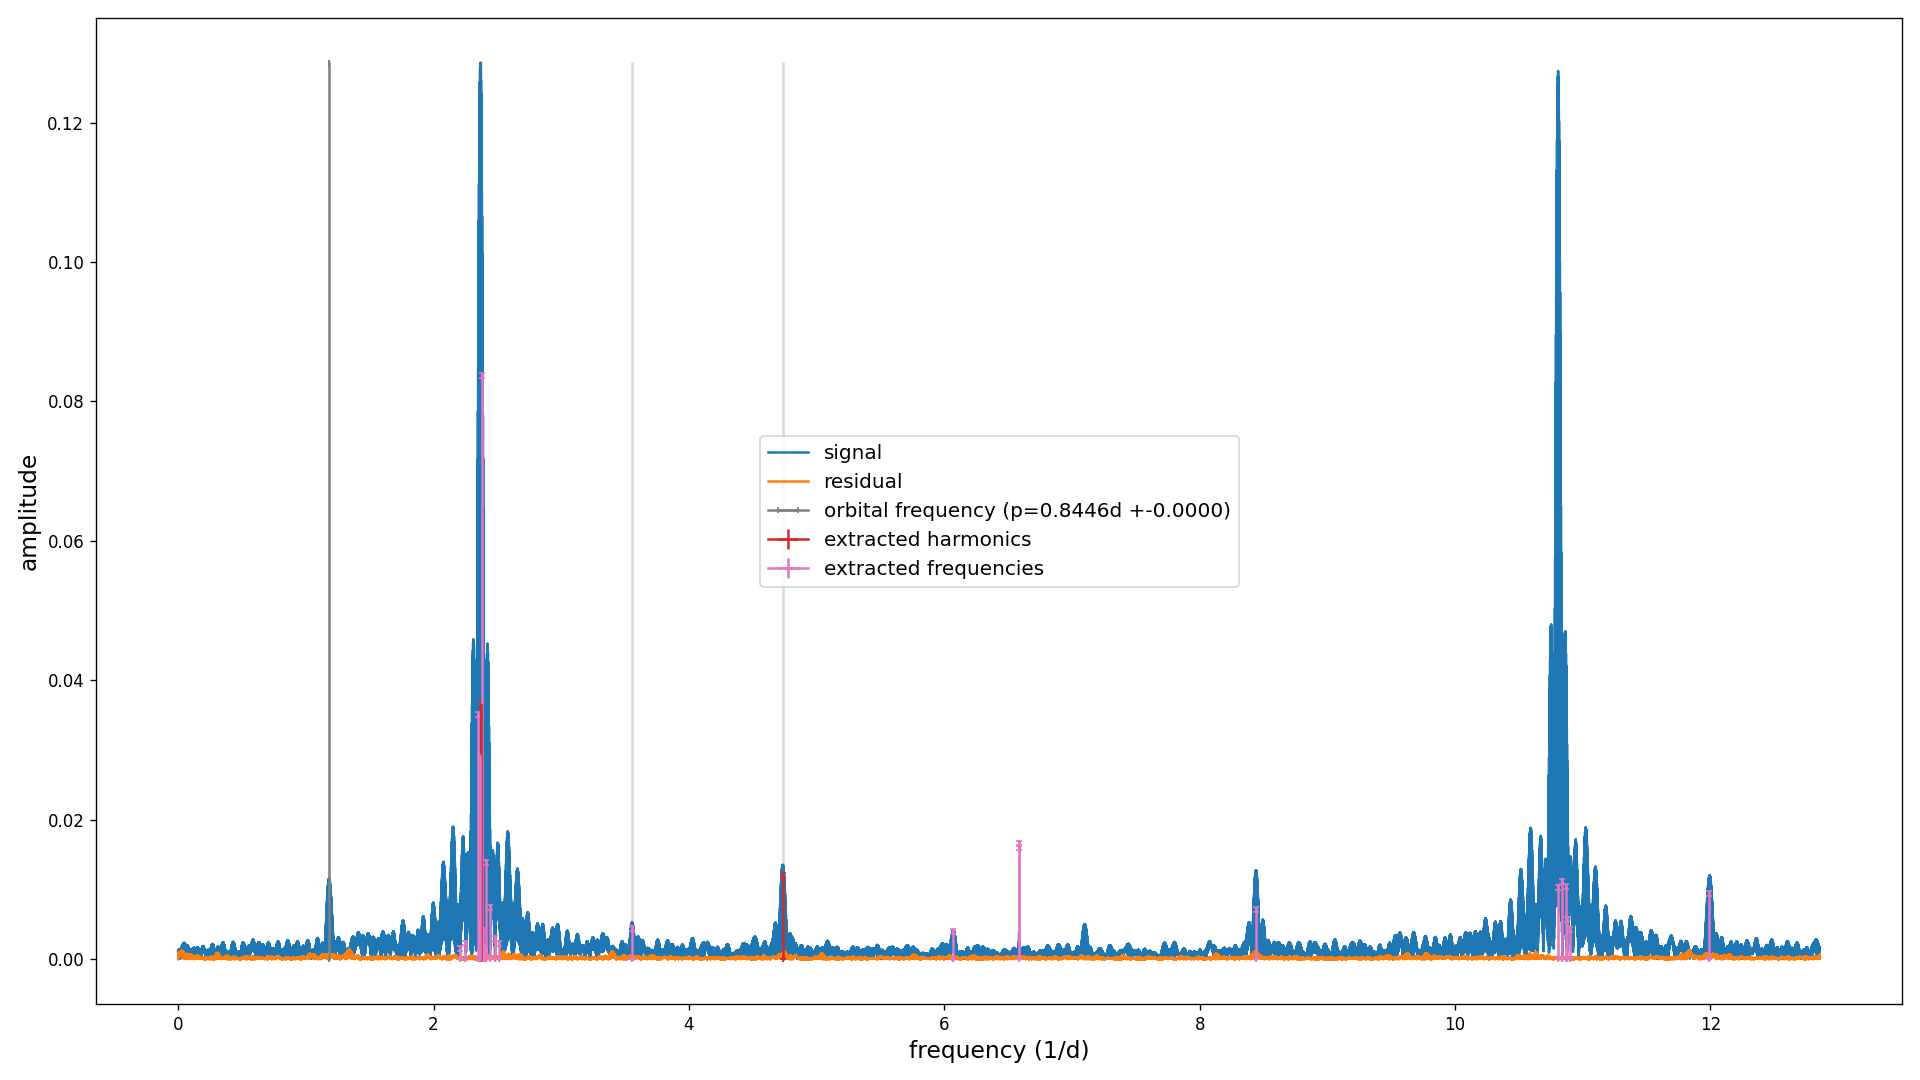 0.12
0.10
0.08
0.06
0.04
0.02
0.00
amplitude
signal
residual
orbital frequency (p=0.8446d +-0.0000)
extracted harmonics
extracted frequencies
0 2 4 6 8 10 12
frequency (1/d)